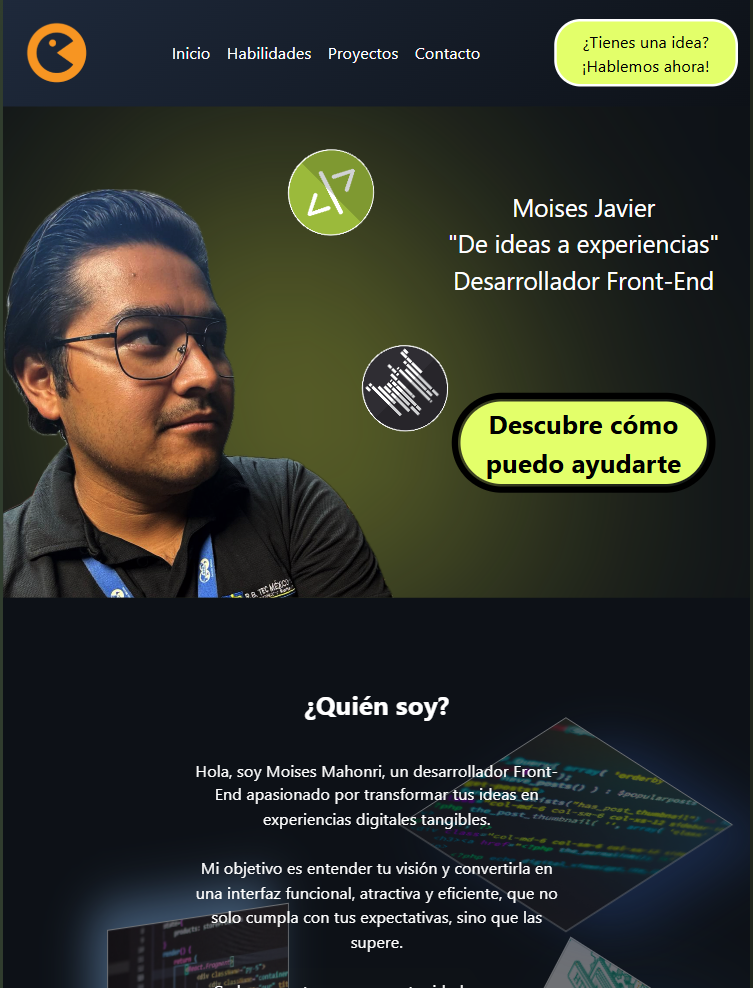 Inicio Habilidades Proyectos Contacto
¿Tienes una idea?
¡Hablemos ahora!
Moises Javier
"De ideas a experiencias"
Desarrollador Front-End
Descubre cómo
puedo ayudarte
¿Quién soy?
Hola, soy Moises Mahonri, un desarrollador Front-
End apasionado por transformar tus ideas en
experiencias digitales tangibles.
Mi objetivo es entender tu visión y convertirla en
una interfaz funcional, atractiva y eficiente, que no
solo cumpla con tus expectativas, sino que las
supere.